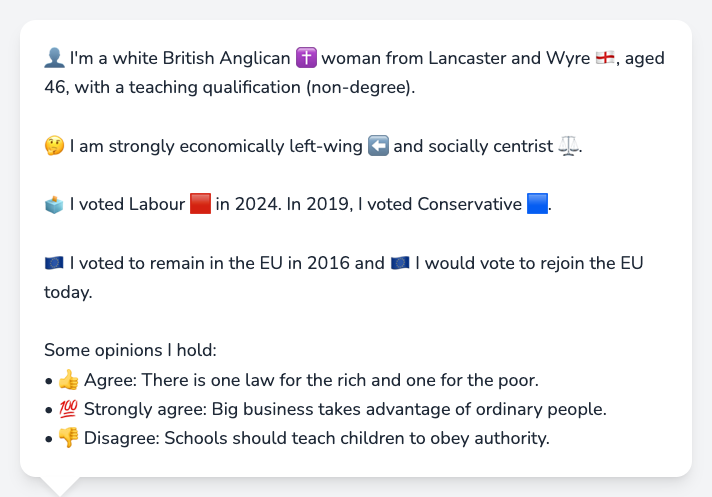 👤 I'm a white British Anglican ✝️ woman from Lancaster and Wyre 🏴󠁧󠁢󠁥󠁮󠁧󠁿, aged
46, with a teaching qualification (non-degree).
🤔 I am strongly economically left-wing ⬅️ and socially centrist ⚖️.
🗳️ I voted Labour 🟥 in 2024. In 2019, I voted Conservative 🟦.
🇪🇺 I voted to remain in the EU in 2016 and 🇪🇺 I would vote to rejoin the EU
today.
Some opinions I hold:
• 👍 Agree: There is one law for the rich and one for the poor.
• 💯 Strongly agree: Big business takes advantage of ordinary people.
• 👎 Disagree: Schools should teach children to obey authority.